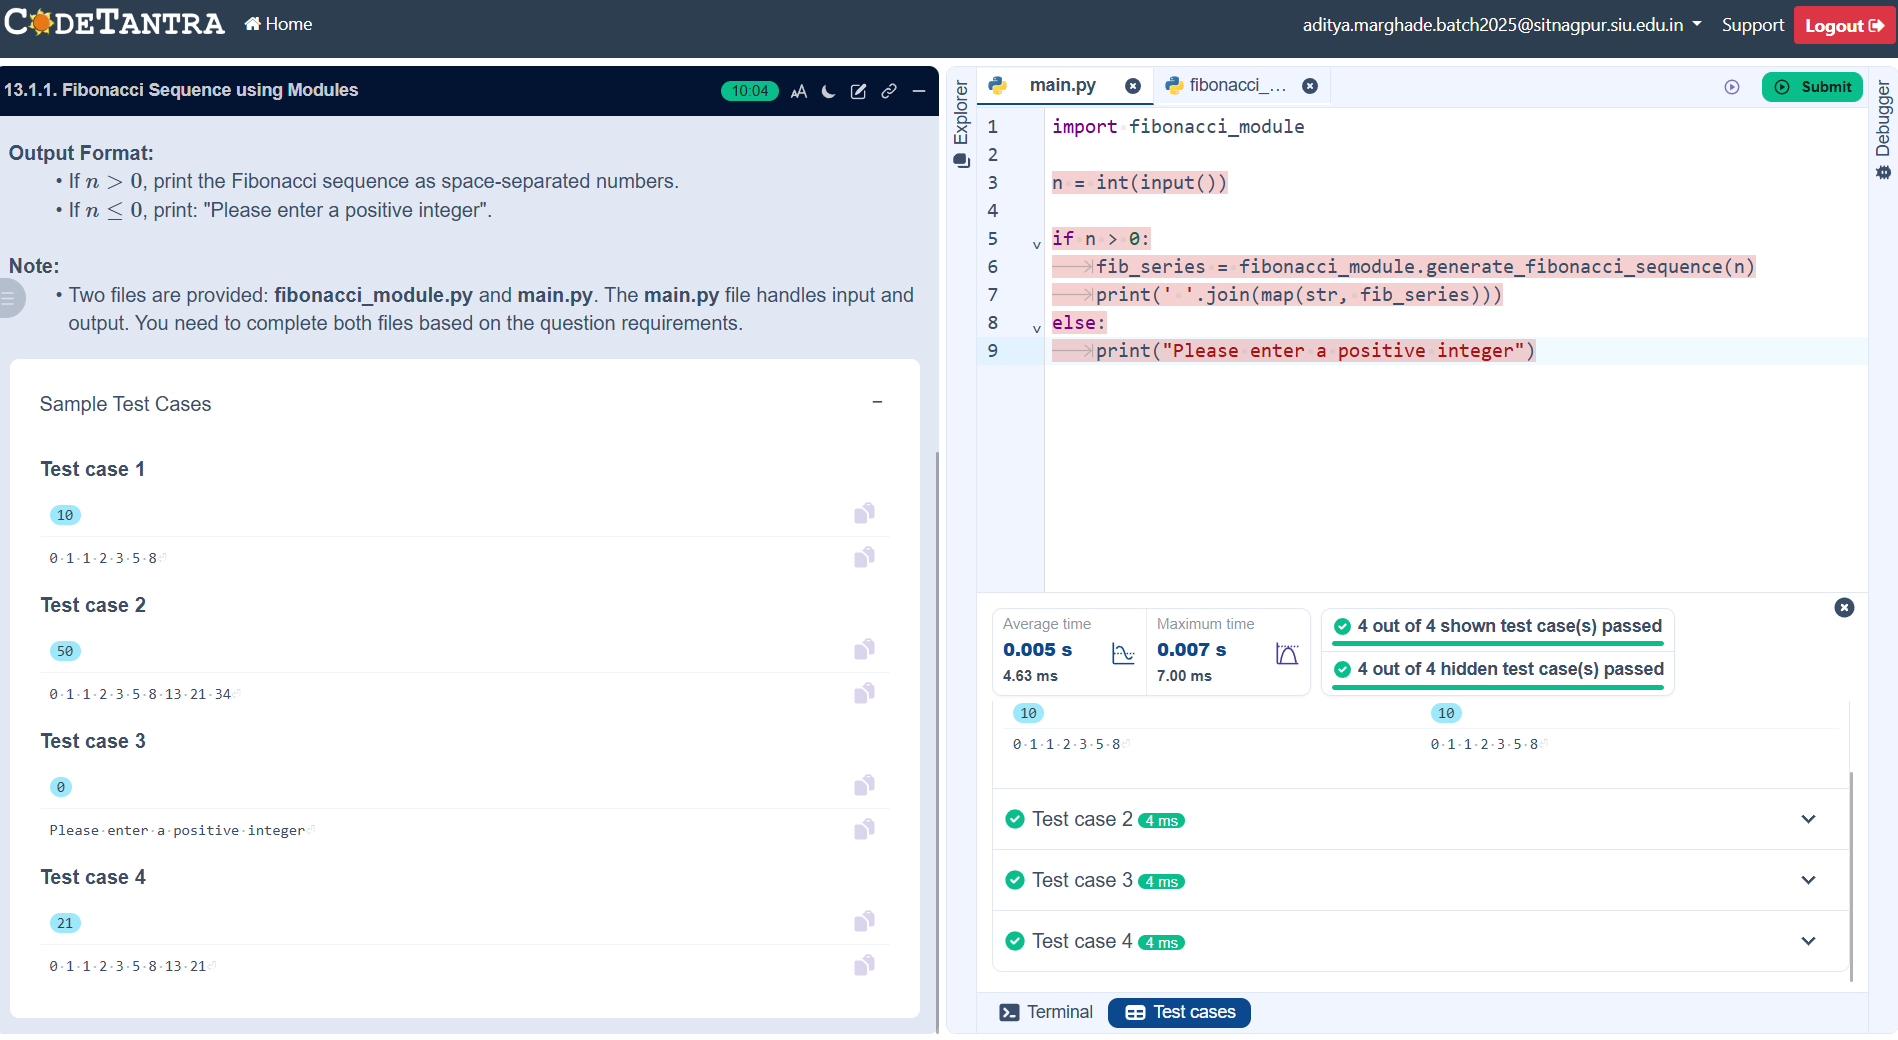 CODETANTRA Home
aditya.marghade.batch2025@sitnagpur.siu.edu.in Support Logout
13.1.1. Fibonacci Sequence using Modules
10:04 AA
Output Format:
• If n > 0, print the Fibonacci sequence as space-separated numbers.
• If n ≤ 0, print: "Please enter a positive integer".
Note:
• Two files are provided: fibonacci_module.py and main.py. The main.py file handles input and
output. You need to complete both files based on the question requirements.
Sample Test Cases
Test case 1
10
0·1·1·2·3·5·8
Test case 2
50
0·1·1·2·3·5·8·13·21·34
Test case 3
0
Please·enter·a·positive·integer
Test case 4
21
0·1·1·2·3·5·8·13·21
Explorer
main.py fibonacci_...
Submit
Debugger
1 import fibonacci_module
2
3 n = int(input())
4
5 if n > 0:
6 fib_series = fibonacci_module.generate_fibonacci_sequence(n)
7 print(' '.join(map(str, fib_series)))
8 else:
9 print("Please enter a positive integer")
Average time
0.005 s
4.63 ms
Maximum time
0.007 s
7.00 ms
4 out of 4 shown test case(s) passed
4 out of 4 hidden test case(s) passed
10 10
0·1·1·2·3·5·8 0·1·1·2·3·5·8
Test case 2 4 ms
Test case 3 4 ms
Test case 4 4 ms
Terminal Test cases